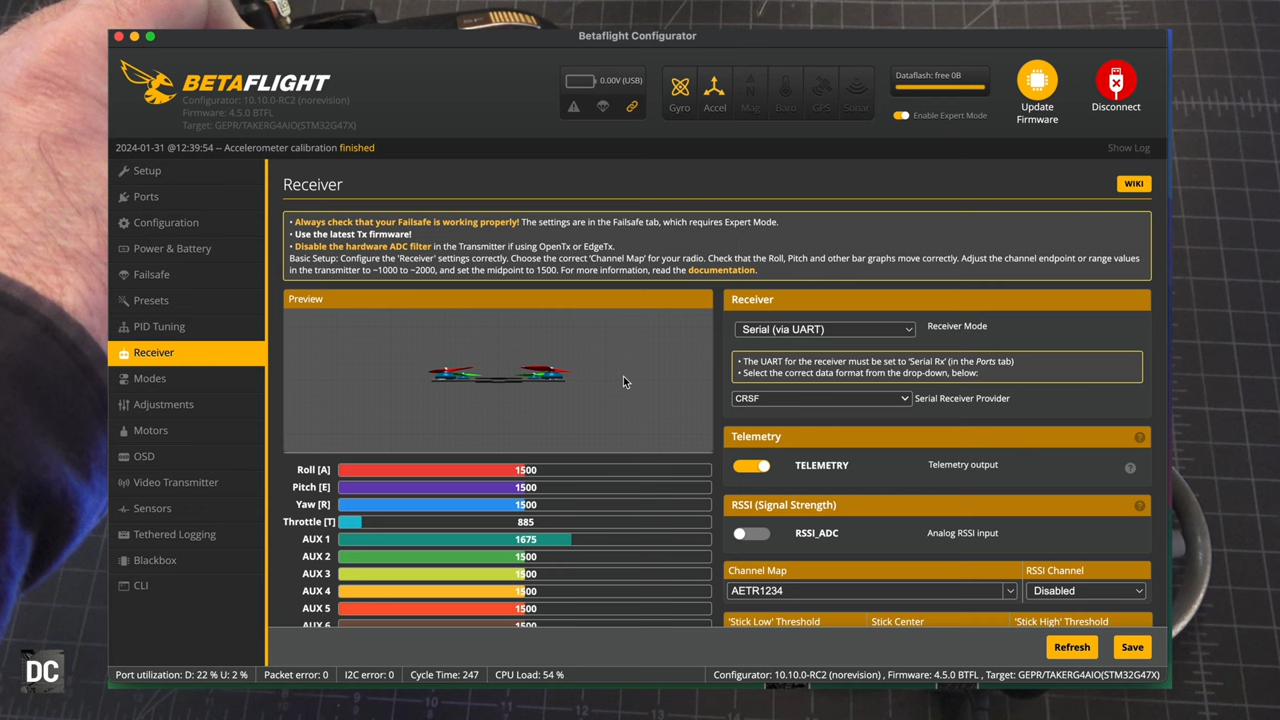 Betaflight Configurator
BETAFLIGHT
Configurator: 10.10.0-RC2 (norevision)
Firmware: 4.5.0 BTFL
Target: GEPR/TAKERG4AIO(STM32G47X)
0.00V (USB)
Gyro
Accel
Mag
Baro
GPS
Sonar
Dataflash: free 0B
Enable Expert Mode
Update
Firmware
Disconnect
2024-01-31 @12:39:54 -- Accelerometer calibration finished
Show Log
Setup
Ports
Configuration
Power & Battery
Failsafe
Presets
PID Tuning
Receiver
Modes
Adjustments
Motors
OSD
Video Transmitter
Sensors
Tethered Logging
Blackbox
CLI
Receiver
WIKI
• Always check that your Failsafe is working properly! The settings are in the Failsafe tab, which requires Expert Mode.
• Use the latest Tx firmware!
• Disable the hardware ADC filter in the Transmitter if using OpenTx or EdgeTx.
Basic Setup: Configure the 'Receiver' settings correctly. Choose the correct 'Channel Map' for your radio. Check that the Roll, Pitch and other bar graphs move correctly. Adjust the channel endpoint or range values
in the transmitter to ~1000 to ~2000, and set the midpoint to 1500. For more information, read the documentation.
Preview
Roll [A] 1500
Pitch [E] 1500
Yaw [R] 1500
Throttle [T] 885
AUX 1 1675
AUX 2 1500
AUX 3 1500
AUX 4 1500
AUX 5 1500
AUX 6 1500
Receiver
Serial (via UART) Receiver Mode
• The UART for the receiver must be set to 'Serial Rx' (in the Ports tab)
• Select the correct data format from the drop-down, below:
CRSF Serial Receiver Provider
Telemetry ?
TELEMETRY Telemetry output ?
RSSI (Signal Strength) ?
RSSI_ADC Analog RSSI input
Channel Map RSSI Channel
AETR1234 Disabled
'Stick Low' Threshold Stick Center 'Stick High' Threshold
Refresh
Save
DC
Port utilization: D: 22 % U: 2 % Packet error: 0 I2C error: 0 Cycle Time: 247 CPU Load: 54 % Configurator: 10.10.0-RC2 (norevision) , Firmware: 4.5.0 BTFL , Target: GEPR/TAKERG4AIO(STM32G47X)